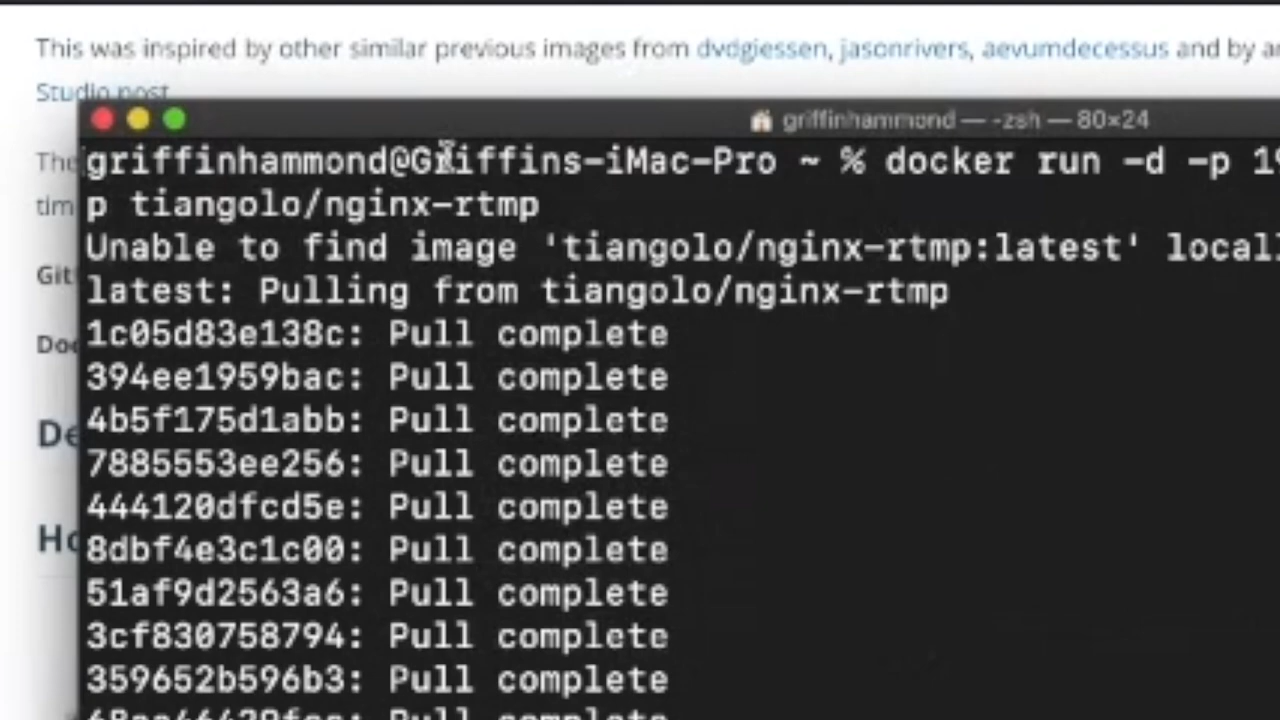 This was inspired by other similar previous images from dvdgiessen, jasonrivers, aevumdecessus and by
Studio post
griffinhammond — -zsh — 80×24
The
griffinhammond@Griffins-iMac-Pro ~ % docker run -d -p
tim
p tiangolo/nginx-rtmp
Unable to find image 'tiangolo/nginx-rtmp:latest'
latest: Pulling from tiangolo/nginx-rtmp
1c05d83e138c: Pull complete
394ee1959bac: Pull complete
4b5f175d1abb: Pull complete
7885553ee256: Pull complete
444120dfcd5e: Pull complete
8dbf4e3c1c00: Pull complete
51af9d2563a6: Pull complete
3cf830758794: Pull complete
359652b596b3: Pull complete